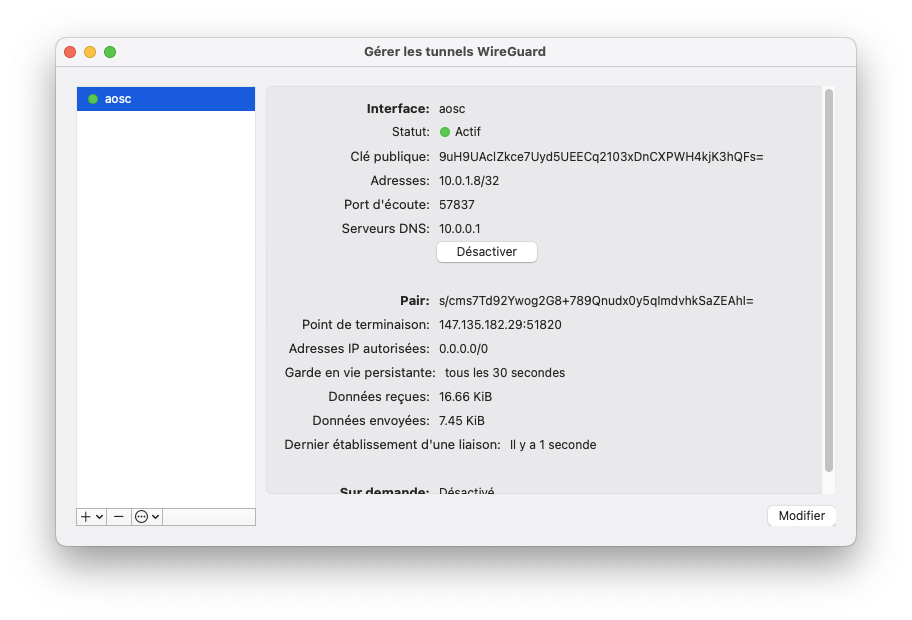 Gérer les tunnels WireGuard
aosc
Interface: aosc
Statut: Actif
Clé publique: 9uH9UAclZkce7Uyd5UEECq2103xDnCXPWH4kjK3hQFs=
Adresses: 10.0.1.8/32
Port d'écoute: 57837
Serveurs DNS: 10.0.0.1
Désactiver
Pair: s/cms7Td92Ywog2G8+789Qnudx0y5qlmdvhkSaZEAhI=
Point de terminaison: 147.135.182.29:51820
Adresses IP autorisées: 0.0.0.0/0
Garde en vie persistante: tous les 30 secondes
Données reçues: 16.66 KiB
Données envoyées: 7.45 KiB
Dernier établissement d'une liaison: Il y a 1 seconde
Sur demande: Désactivé
Modifier